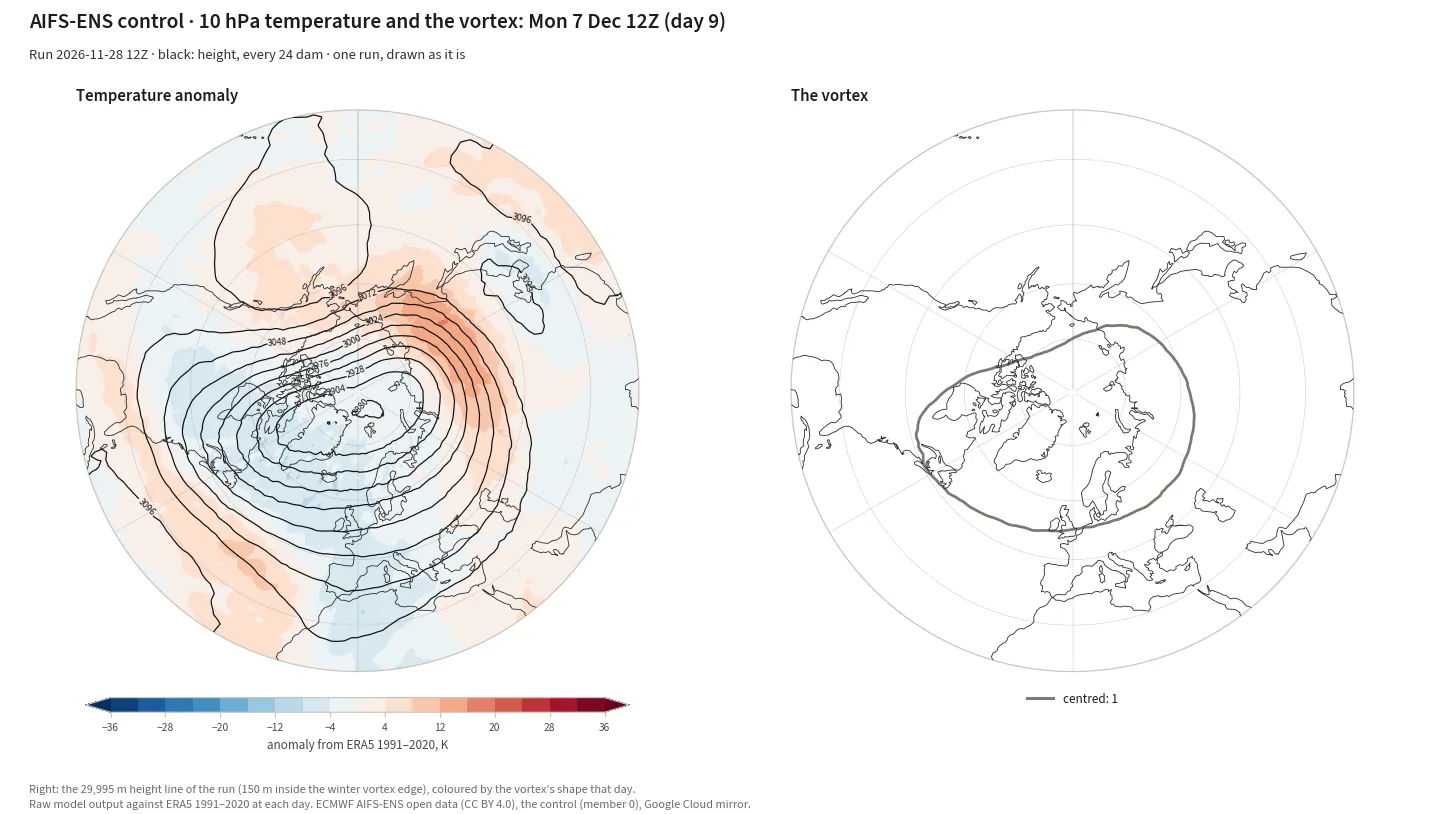 AIFS-ENS control · 10 hPa temperature and the vortex: Mon 7 Dec 12Z (day 9)
Run 2026-11-28 12Z · black: height, every 24 dam · one run, drawn as it is
Temperature anomaly
The vortex
3096
3096
3072
3024
3048
3000
2976
2928
2904
2880
3096
−36 −28 −20 −12 −4 4 12 20 28 36
anomaly from ERA5 1991–2020, K
centred: 1
Right: the 29,995 m height line of the run (150 m inside the winter vortex edge), coloured by the vortex's shape that day.
Raw model output against ERA5 1991–2020 at each day. ECMWF AIFS-ENS open data (CC BY 4.0), the control (member 0), Google Cloud mirror.